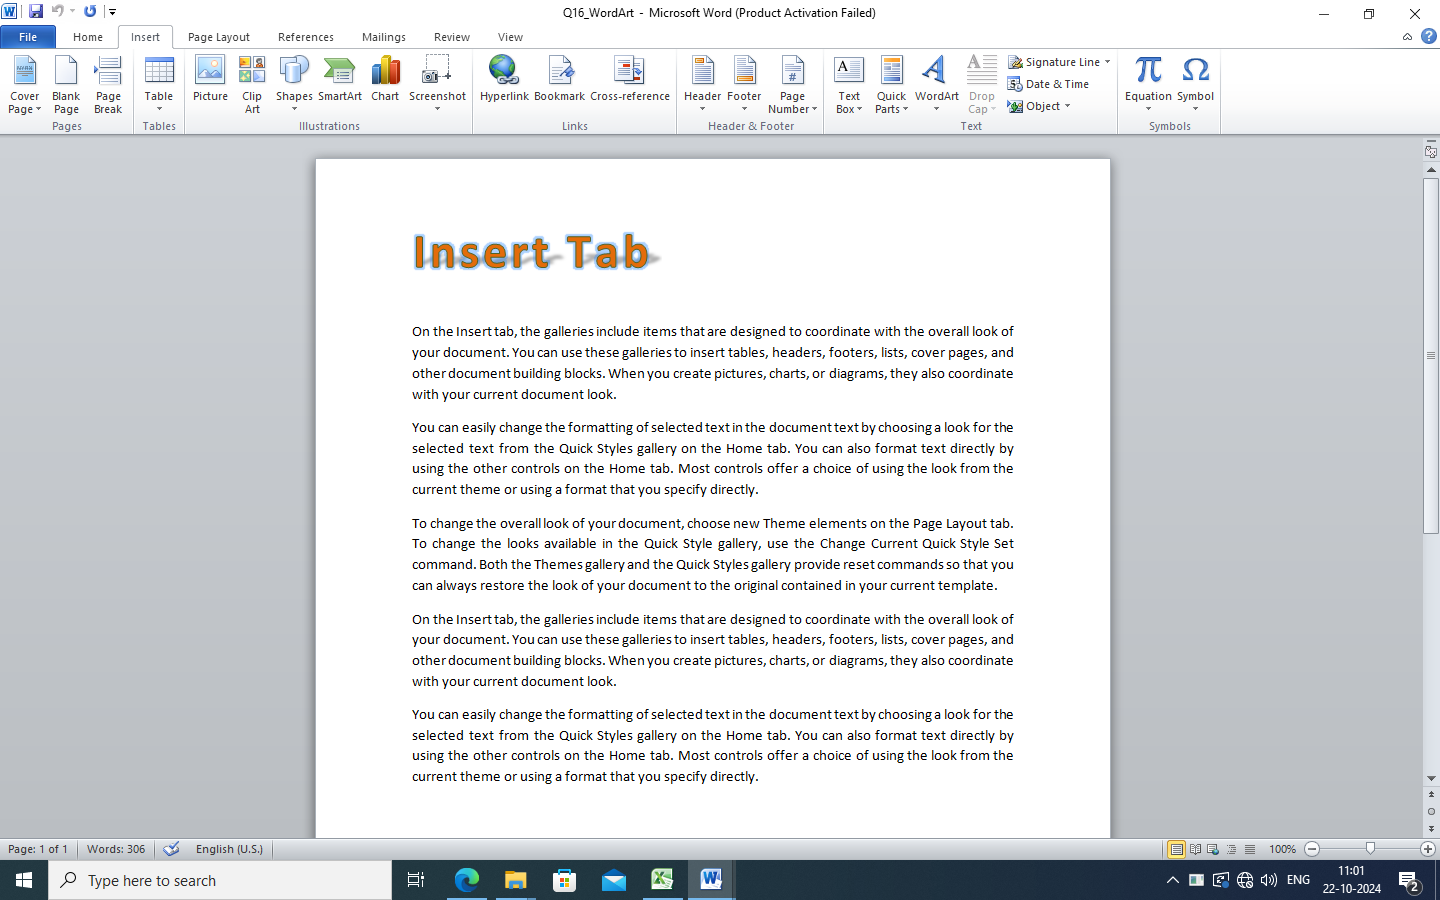 Q16_WordArt - Microsoft Word (Product Activation Failed)
File Home Insert Page Layout References Mailings Review View
Cover Page Blank Page Page Break Table Picture Clip Art Shapes SmartArt Chart Screenshot Hyperlink Bookmark Cross-reference Header Footer Page Number Text Box Quick Parts WordArt Drop Cap Signature Line Date & Time Object Equation Symbol
Pages Tables Illustrations Links Header & Footer Text Symbols
Insert Tab
On the Insert tab, the galleries include items that are designed to coordinate with the overall look of
your document. You can use these galleries to insert tables, headers, footers, lists, cover pages, and
other document building blocks. When you create pictures, charts, or diagrams, they also coordinate
with your current document look.
You can easily change the formatting of selected text in the document text by choosing a look for the
selected text from the Quick Styles gallery on the Home tab. You can also format text directly by
using the other controls on the Home tab. Most controls offer a choice of using the look from the
current theme or using a format that you specify directly.
To change the overall look of your document, choose new Theme elements on the Page Layout tab.
To change the looks available in the Quick Style gallery, use the Change Current Quick Style Set
command. Both the Themes gallery and the Quick Styles gallery provide reset commands so that you
can always restore the look of your document to the original contained in your current template.
On the Insert tab, the galleries include items that are designed to coordinate with the overall look of
your document. You can use these galleries to insert tables, headers, footers, lists, cover pages, and
other document building blocks. When you create pictures, charts, or diagrams, they also coordinate
with your current document look.
You can easily change the formatting of selected text in the document text by choosing a look for the
selected text from the Quick Styles gallery on the Home tab. You can also format text directly by
using the other controls on the Home tab. Most controls offer a choice of using the look from the
current theme or using a format that you specify directly.
Page: 1 of 1 Words: 306 English (U.S.) 100%
Type here to search ENG 11:01
22-10-2024 2